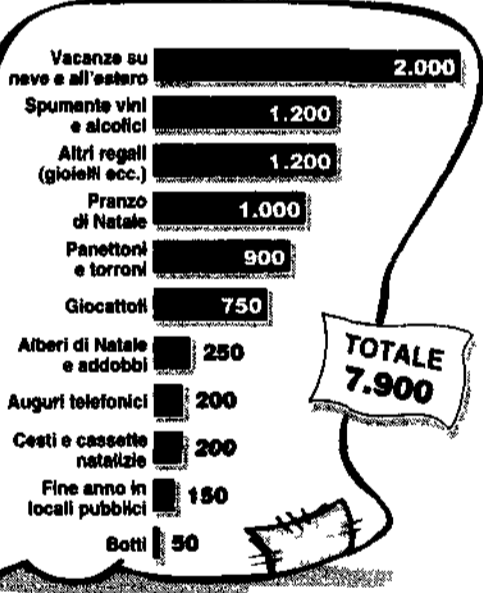 Vacanze su
neve e all'estero
2.000
Spumante vini
e alcolici
1.200
Altri regali
(gioielli ecc.)
1.200
Pranzo
di Natale
1.000
Panettoni
e torroni
900
Giocattoli
750
Alberi di Natale
e addobbi
250
Auguri telefonici
200
Cesti e cassette
natalizie
200
Fine anno in
locali pubblici
150
Botti
50
TOTALE
7.900